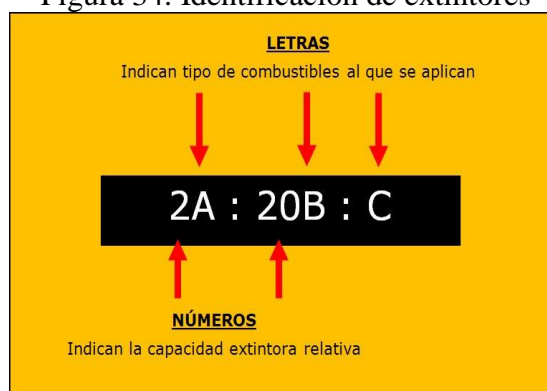 Figura 34. Identificación de extintores
LETRAS
Indican tipo de combustibles al que se aplican
2A : 20B : C
NÚMEROS
Indican la capacidad extintora relativa